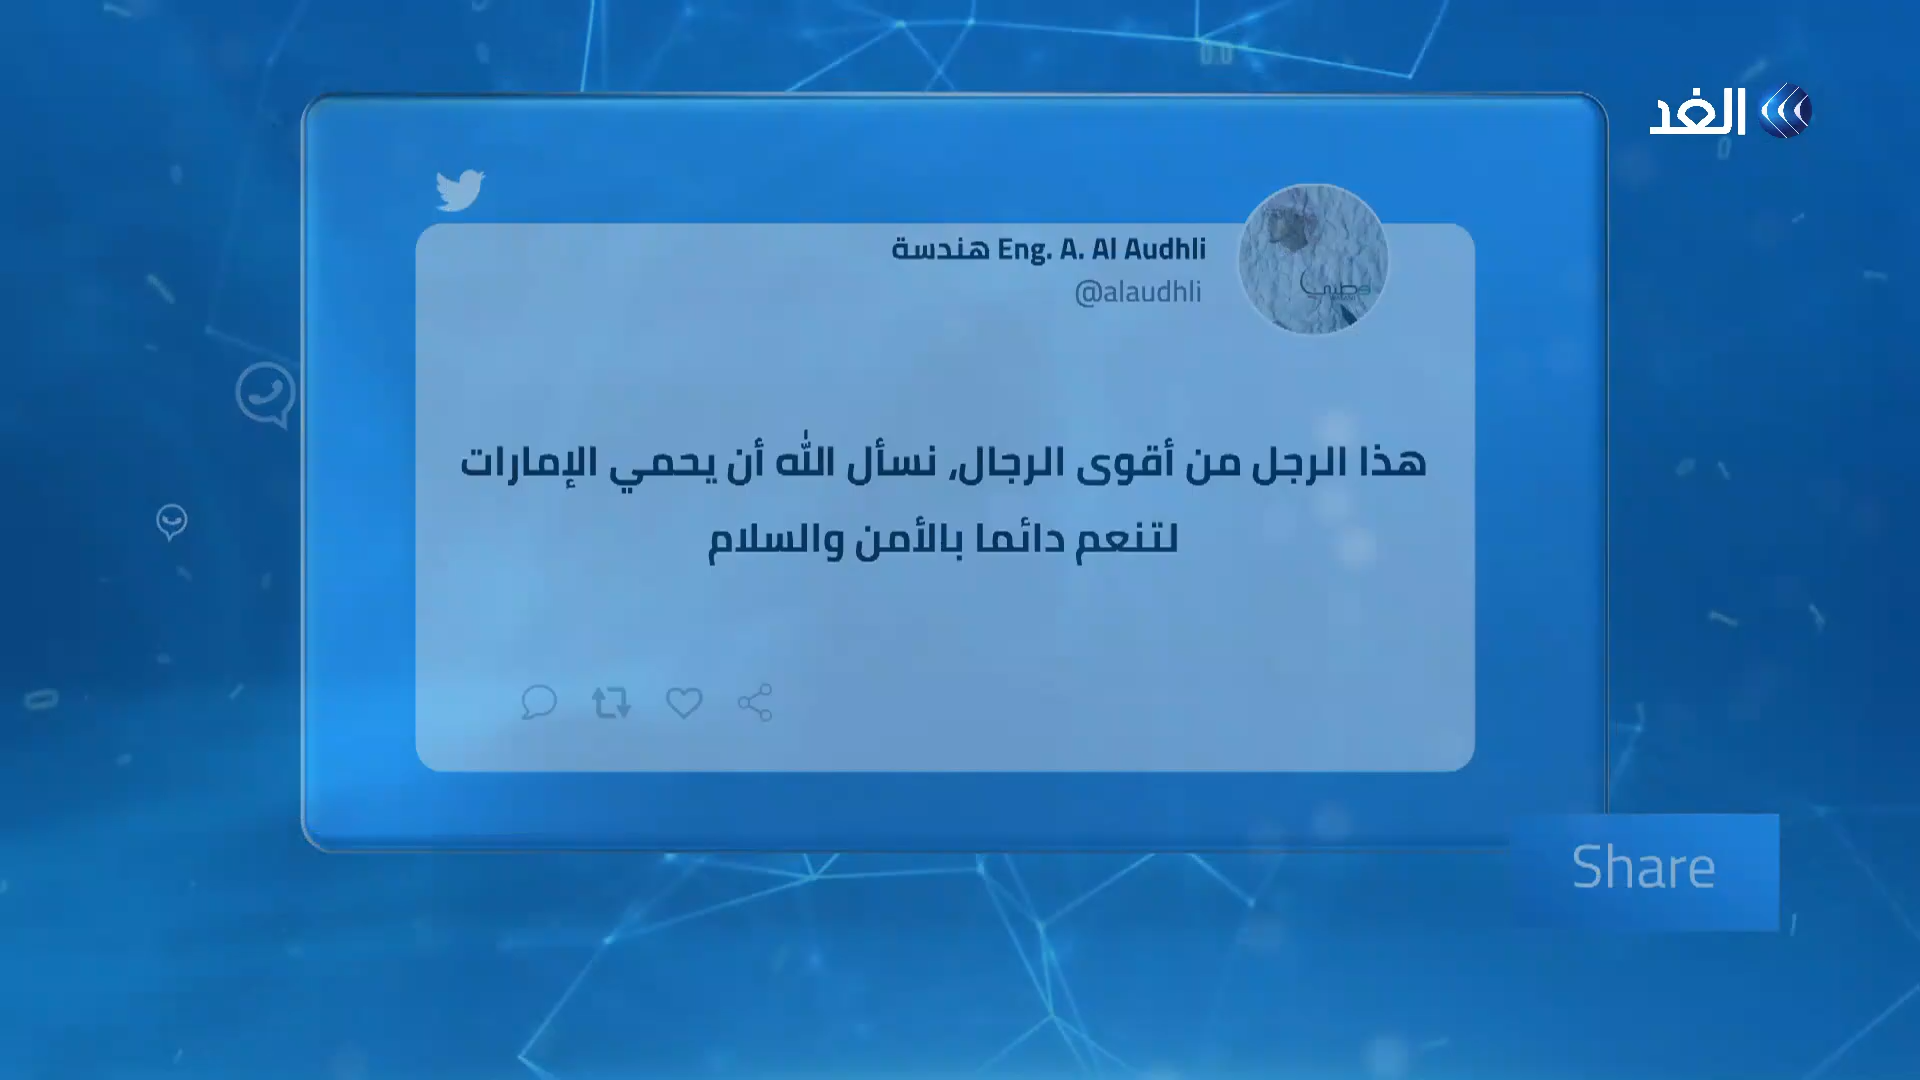 الغد
Eng. A. Al Audhli هندسة
@alaudhli
وطني
هذا الرجل من أقوى الرجال، نسأل الله أن يحمي الإمارات
لتنعم دائما بالأمن والسلام
Share